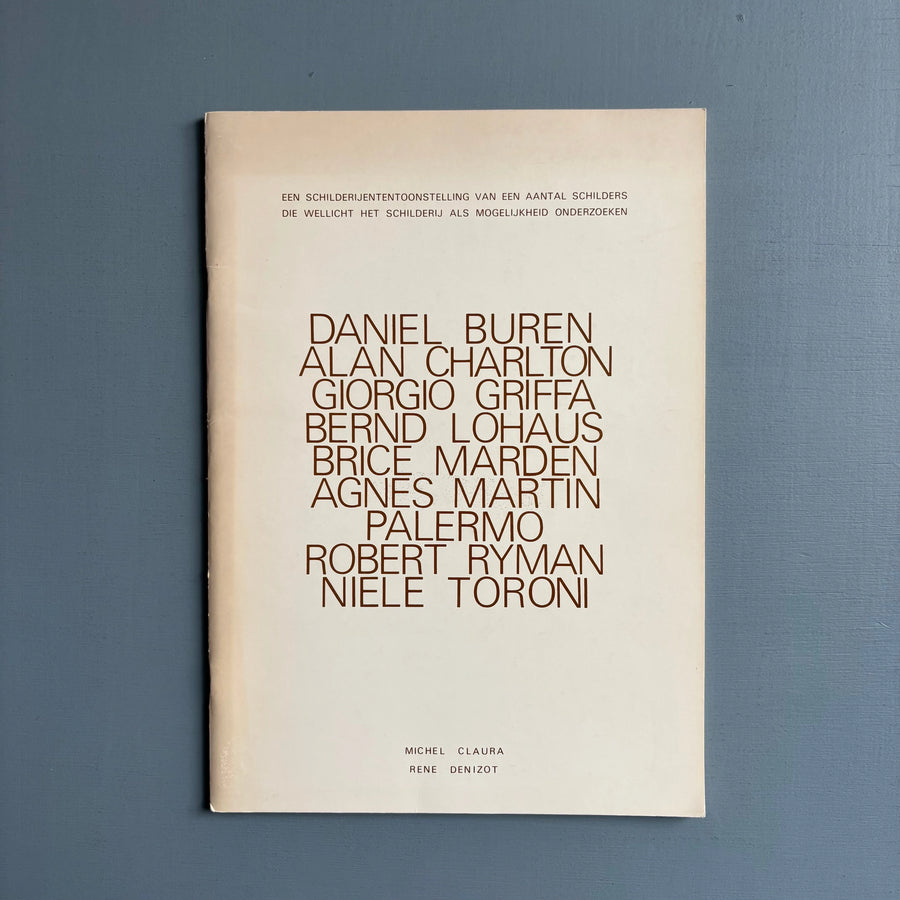 EEN SCHILDERIJENTENTOONSTELLING VAN EEN AANTAL SCHILDERS
DIE WELLICHT HET SCHILDERIJ ALS MOGELIJKHEID ONDERZOEKEN
DANIEL BUREN
ALAN CHARLTON
GIORGIO GRIFFA
BERND LOHAUS
BRICE MARDEN
AGNES MARTIN
PALERMO
ROBERT RYMAN
NIELE TORONI
MICHEL CLAURA
RENE DENIZOT